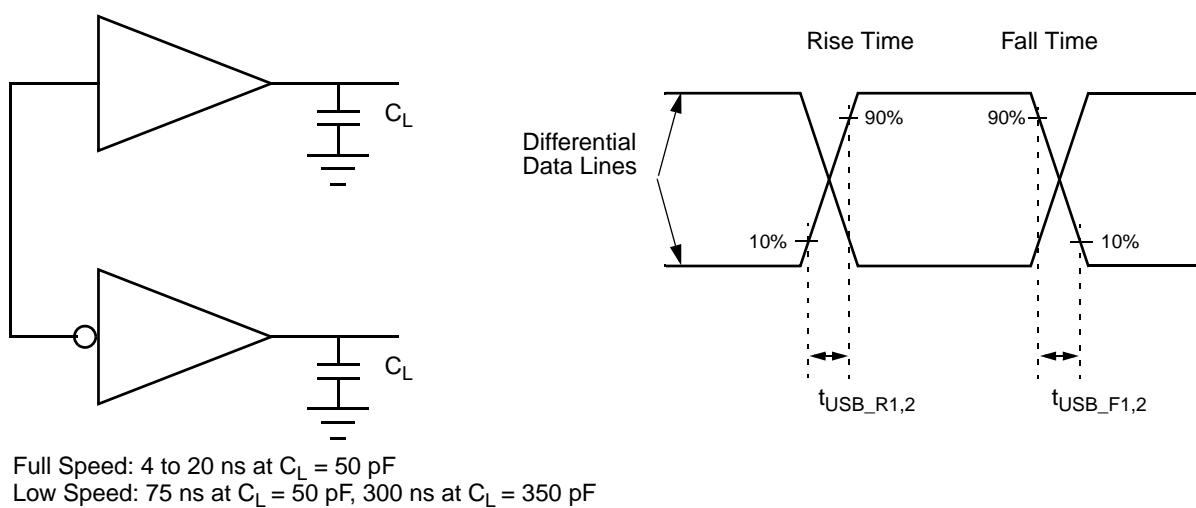 Rise Time
Fall Time
C_L
90%
90%
Differential
Data Lines
10%
10%
C_L
t_USB_R1,2
t_USB_F1,2
Full Speed: 4 to 20 ns at C_L = 50 pF
Low Speed: 75 ns at C_L = 50 pF, 300 ns at C_L = 350 pF